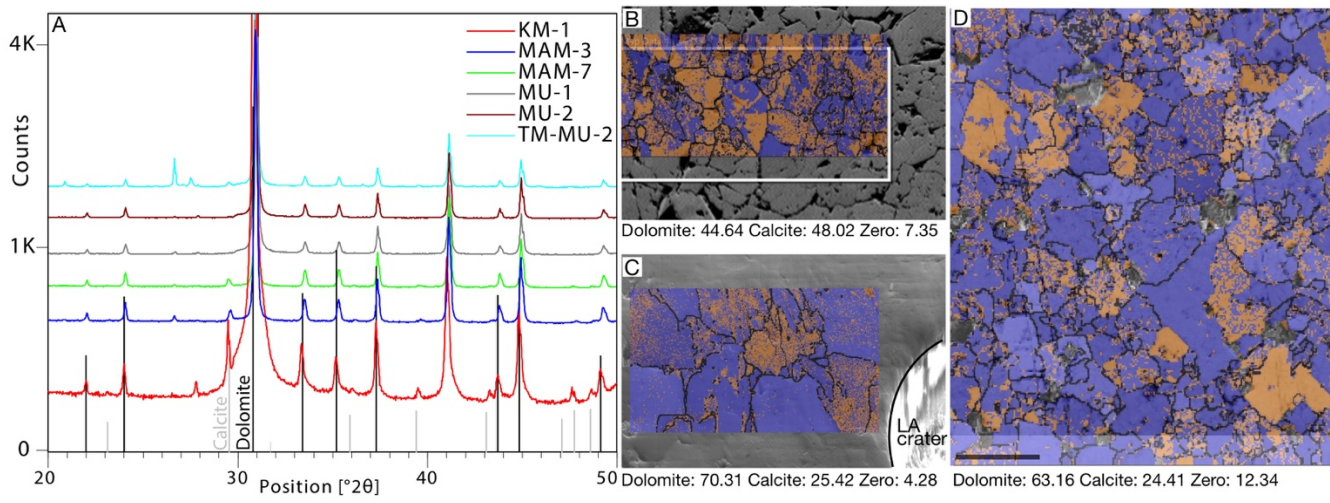 A
KM-1
MAM-3
MAM-7
MU-1
MU-2
TM-MU-2
4K
1K
0
Counts
Calcite
Dolomite
20 30 40 50
Position [°2θ]
B
Dolomite: 44.64 Calcite: 48.02 Zero: 7.35
C
LA
crater
Dolomite: 70.31 Calcite: 25.42 Zero: 4.28
D
Dolomite: 63.16 Calcite: 24.41 Zero: 12.34